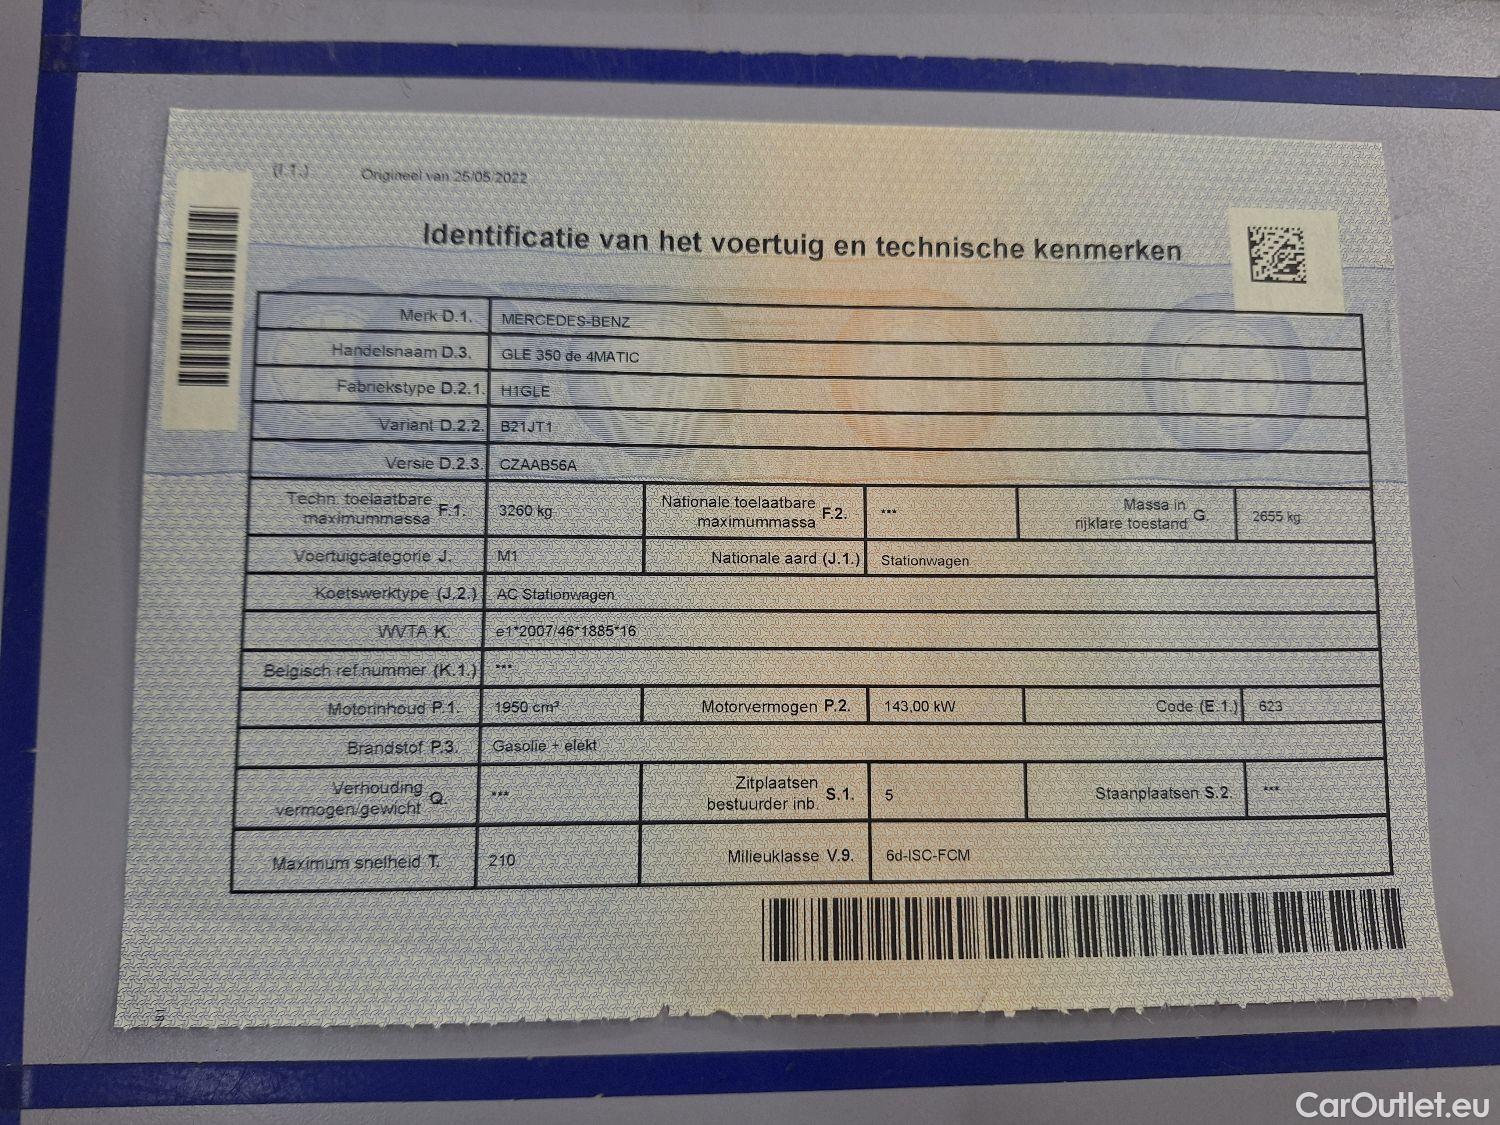 (I.1.) Origineel van 25/05/2022
Identificatie van het voertuig en technische kenmerken
Merk D.1. MERCEDES-BENZ
Handelsnaam D.3. GLE 350 de 4MATIC
Fabriekstype D.2.1. H1GLE
Variant D.2.2. B21JT1
Versie D.2.3. CZAAB56A
Techn. toelaatbare maximummassa F.1. 3260 kg Nationale toelaatbare maximummassa F.2. *** Massa in rijklare toestand G. 2655 kg
Voertuigcategorie J. M1 Nationale aard (J.1.) Stationwagen
Koetswerktype (J.2.) AC Stationwagen
WVTA K. e1*2007/46*1885*16
Belgisch ref.nummer (K.1.) ***
Motorinhoud P.1. 1950 cm³ Motorvermogen P.2. 143,00 kW Code (E.1.) 623
Brandstof P.3. Gasolie + elekt
Verhouding vermogen/gewicht Q. *** Zitplaatsen bestuurder inb. S.1. 5 Staanplaatsen S.2. ***
Maximum snelheid T. 210 Milieuklasse V.9. 6d-ISC-FCM
CarOutlet.eu